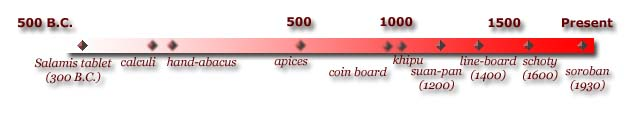 500 B.C. 500 1000 1500 Present
Salamis tablet
(300 B.C.)
calculi
hand-abacus
apices
coin board
khipu
suan-pan
(1200)
line-board
(1400)
schoty
(1600)
soroban
(1930)